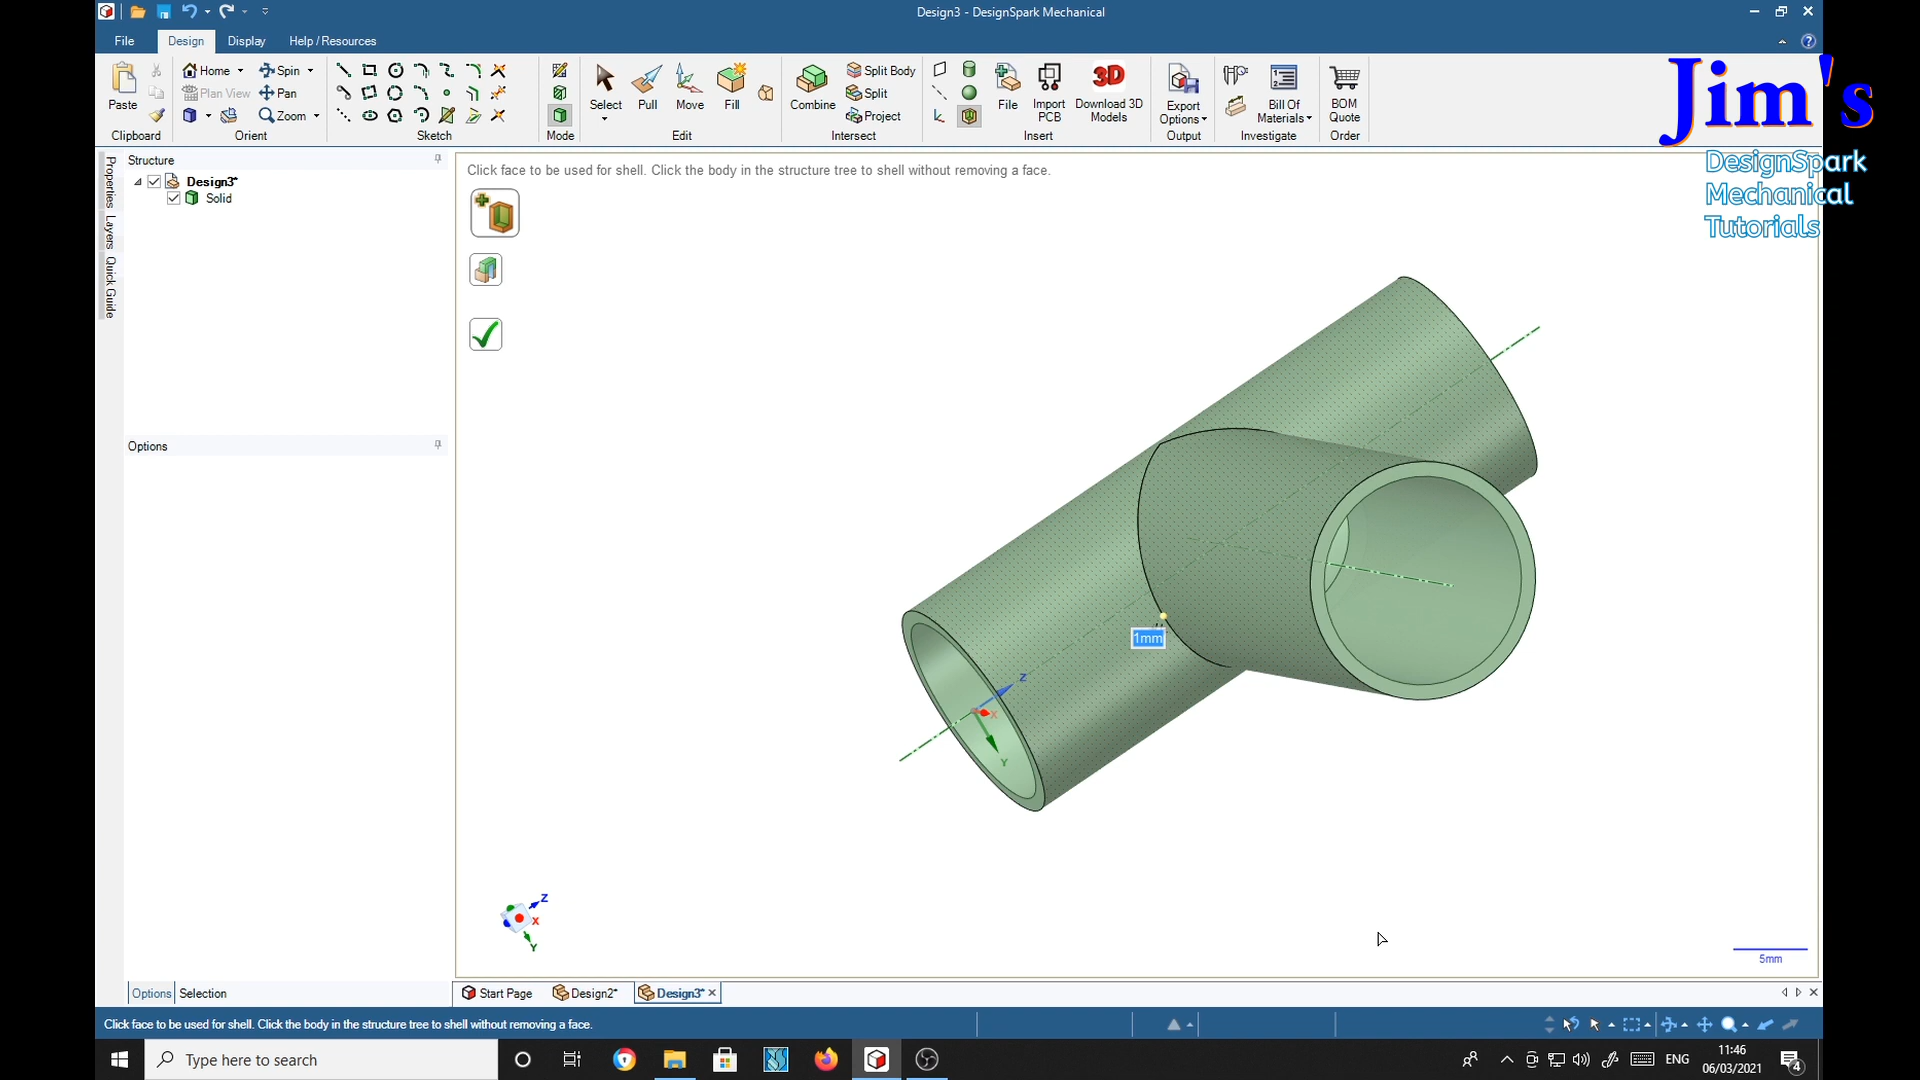 Design3 - DesignSpark Mechanical
File Design Display Help / Resources
Jim's
DesignSpark
Mechanical
Tutorials
Paste
Clipboard
Home
Plan View
Spin
Pan
Zoom
Orient
Sketch
Mode
Select
Pull
Move
Fill
Edit
Combine
Split Body
Split
Project
Intersect
File
Import PCB
Download 3D Models
3D
Insert
Export Options
Output
Bill Of Materials
Investigate
BOM Quote
Order
Properties
Layers
Quick Guide
Structure
Design3*
Solid
Options
Click face to be used for shell. Click the body in the structure tree to shell without removing a face.
1mm
Z
X
Y
Z
X
Y
5mm
Options Selection
Start Page Design2* Design3*
Click face to be used for shell. Click the body in the structure tree to shell without removing a face.
Type here to search
ENG
11:46
06/03/2021
4